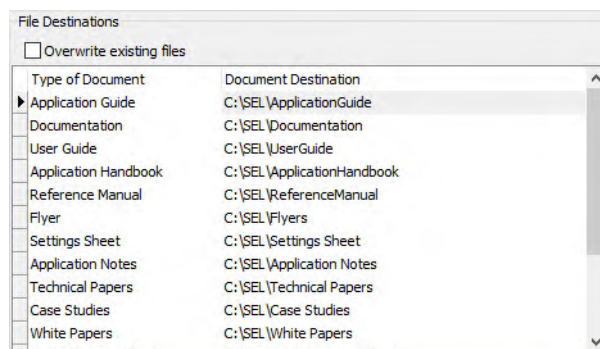 File Destinations
Overwrite existing files
Type of Document Document Destination
Application Guide C:\SEL\ApplicationGuide
Documentation C:\SEL\Documentation
User Guide C:\SEL\UserGuide
Application Handbook C:\SEL\ApplicationHandbook
Reference Manual C:\SEL\ReferenceManual
Flyer C:\SEL\Flyers
Settings Sheet C:\SEL\Settings Sheet
Application Notes C:\SEL\Application Notes
Technical Papers C:\SEL\Technical Papers
Case Studies C:\SEL\Case Studies
White Papers C:\SEL\White Papers